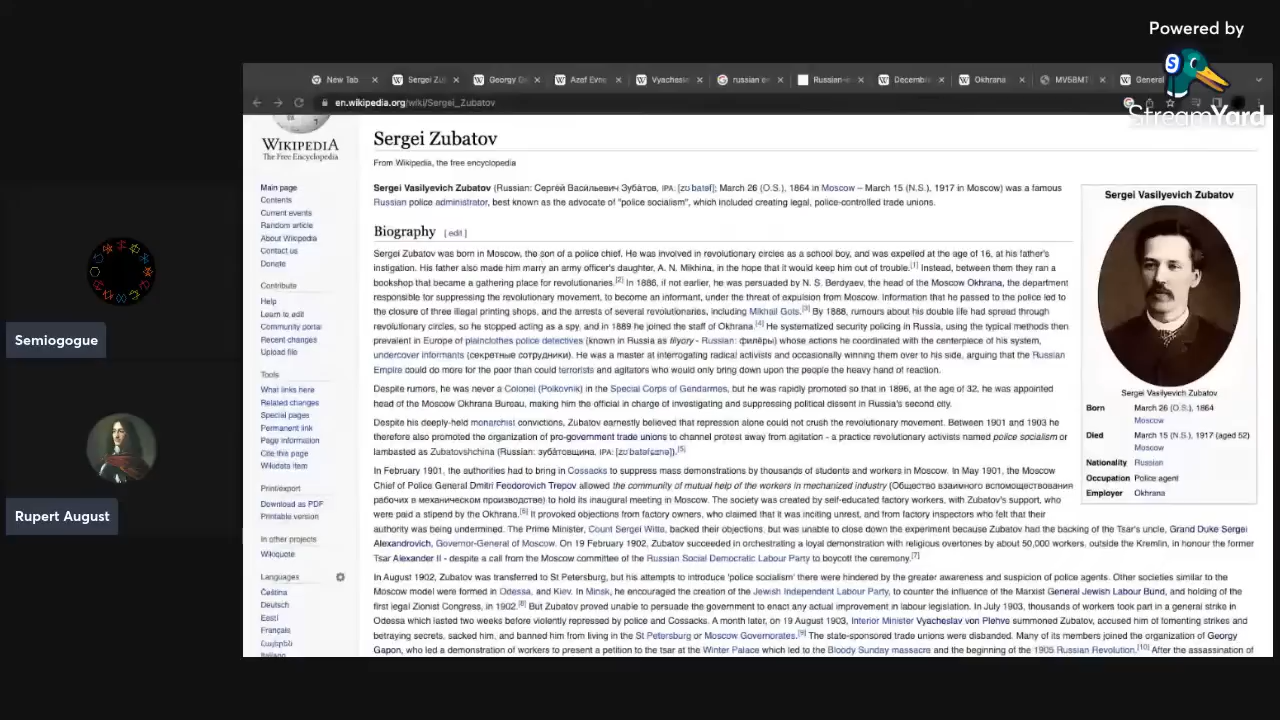 Powered by
StreamYard
New Tab
Sergei Zu
Georgy G
Azaf Evn
Vyachesla
russian e
Russian-
Decemb
Okhrana
MV5BMT
General
en.wikipedia.org/wiki/Sergei_Zubatov
WIKIPEDIA
The Free Encyclopedia
Main page
Contents
Current events
Random article
About Wikipedia
Contact us
Donate
Contribute
Help
Learn to edit
Community portal
Recent changes
Upload file
Tools
What links here
Related changes
Special pages
Permanent link
Page information
Cite this page
Wikidata item
Print/export
Download as PDF
Printable version
In other projects
Wikiquote
Languages
Čeština
Deutsch
Eesti
Français
Italiano
Sergei Zubatov
From Wikipedia, the free encyclopedia
Sergei Vasilyevich Zubatov (Russian: Серге́й Васильевич Зуба́тов, IPA: [zʊˈbatəf]; March 26 (O.S.), 1864 in Moscow – March 15 (N.S.), 1917 in Moscow) was a famous
Russian police administrator, best known as the advocate of "police socialism", which included creating legal, police-controlled trade unions.
Biography [ edit ]
Sergei Zubatov was born in Moscow, the son of a police chief. He was involved in revolutionary circles as a school boy, and was expelled at the age of 16, at his father's
instigation. His father also made him marry an army officer's daughter, A. N. Mikhina, in the hope that it would keep him out of trouble.[1] Instead, between them they ran a
bookshop that became a gathering place for revolutionaries.[2] In 1886, if not earlier, he was persuaded by N. S. Berdyaev, the head of the Moscow Okhrana, the department
responsible for suppressing the revolutionary movement, to become an informant, under the threat of expulsion from Moscow. Information that he passed to the police led to
the closure of three illegal printing shops, and the arrests of several revolutionaries, including Mikhail Gots.[3] By 1888, rumours about his double life had spread through
revolutionary circles, so he stopped acting as a spy, and in 1889 he joined the staff of Okhrana.[4] He systematized security policing in Russia, using the typical methods then
prevalent in Europe of plainclothes police detectives (known in Russia as filyory - Russian: филёры) whose actions he coordinated with the centerpiece of his system,
undercover informants (секретные сотрудники). He was a master at interrogating radical activists and occasionally winning them over to his side, arguing that the Russian
Empire could do more for the poor than could terrorists and agitators who would only bring down upon the people the heavy hand of reaction.
Despite rumors, he was never a Colonel (Polkovnik) in the Special Corps of Gendarmes, but he was rapidly promoted so that in 1896, at the age of 32, he was appointed
head of the Moscow Okhrana Bureau, making him the official in charge of investigating and suppressing political dissent in Russia's second city.
Despite his deeply-held monarchist convictions, Zubatov earnestly believed that repression alone could not crush the revolutionary movement. Between 1901 and 1903 he
therefore also promoted the organization of pro-government trade unions to channel protest away from agitation - a practice revolutionary activists named police socialism or
lambasted as Zubatovshchina (Russian: зуба́товщина, IPA: [zʊˈbatəfɕːɪnə]).[5]
In February 1901, the authorities had to bring in Cossacks to suppress mass demonstrations by thousands of students and workers in Moscow. In May 1901, the Moscow
Chief of Police General Dmitri Feodorovich Trepov allowed the community of mutual help of the workers in mechanized industry (Общество взаимного вспомоществования
рабочих в механическом производстве) to hold its inaugural meeting in Moscow. The society was created by self-educated factory workers, with Zubatov's support, who
were paid a stipend by the Okhrana.[6] It provoked objections from factory owners, who claimed that it was inciting unrest, and from factory inspectors who felt that their
authority was being undermined. The Prime Minister, Count Sergei Witte, backed their objections, but was unable to close down the experiment because Zubatov had the backing of the Tsar's uncle, Grand Duke Sergei
Alexandrovich, Governor-General of Moscow. On 19 February 1902, Zubatov succeeded in orchestrating a loyal demonstration with religious overtones by about 50,000 workers, outside the Kremlin, in honour the former
Tsar Alexander II - despite a call from the Moscow committee of the Russian Social Democratic Labour Party to boycott the ceremony.[7]
In August 1902, Zubatov was transferred to St Petersburg, but his attempts to introduce 'police socialism' there were hindered by the greater awareness and suspicion of police agents. Other societies similar to the
Moscow model were formed in Odessa, and Kiev. In Minsk, he encouraged the creation of the Jewish Independent Labour Party, to counter the influence of the Marxist General Jewish Labour Bund, and holding of the
first legal Zionist Congress, in 1902.[8] But Zubatov proved unable to persuade the government to enact any actual improvement in labour legislation. In July 1903, thousands of workers took part in a general strike in
Odessa which lasted two weeks before violently repressed by police and Cossacks. A month later, on 19 August 1903, Interior Minister Vyacheslav von Plehve summoned Zubatov, accused him of fomenting strikes and
betraying secrets, sacked him, and banned him from living in the St Petersburg or Moscow Governorates.[9] The state-sponsored trade unions were disbanded. Many of its members joined the organization of Georgy
Gapon, who led a demonstration of workers to present a petition to the tsar at the Winter Palace which led to the Bloody Sunday massacre and the beginning of the 1905 Russian Revolution.[10] After the assassination of
Sergei Vasilyevich Zubatov
Sergei Vasilyevich Zubatov
Born March 26 (O.S.), 1864
Moscow
Died March 15 (N.S.), 1917 (aged 52)
Moscow
Nationality Russian
Occupation Police agent
Employer Okhrana
Semiogogue
Rupert August